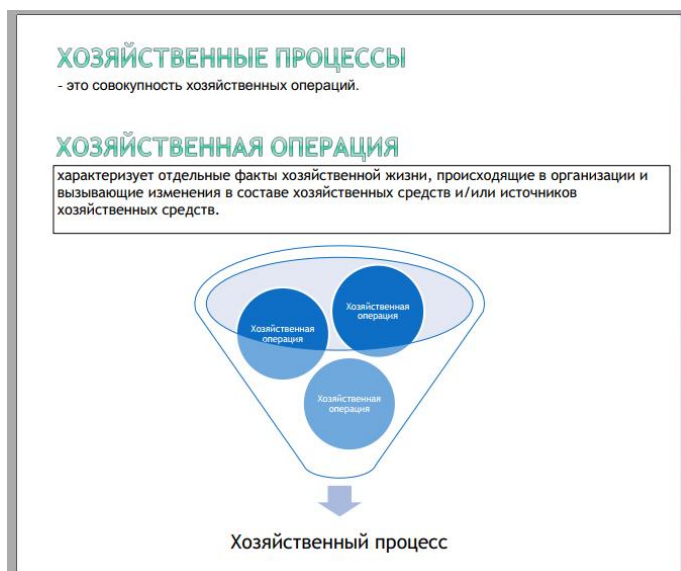 ХОЗЯЙСТВЕННЫЕ ПРОЦЕССЫ
- это совокупность хозяйственных операций.
ХОЗЯЙСТВЕННАЯ ОПЕРАЦИЯ
характеризует отдельные факты хозяйственной жизни, происходящие в организации и
вызывающие изменения в составе хозяйственных средств и/или источников
хозяйственных средств.
Хозяйственная
операция
Хозяйственная
операция
Хозяйственная
операция
Хозяйственный процесс